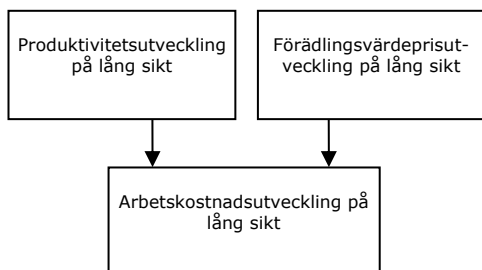 Produktivitetsutveckling
på lång sikt
Förädlingsvärdeprisut-
veckling på lång sikt
Arbetskostnadsutveckling på
lång sikt